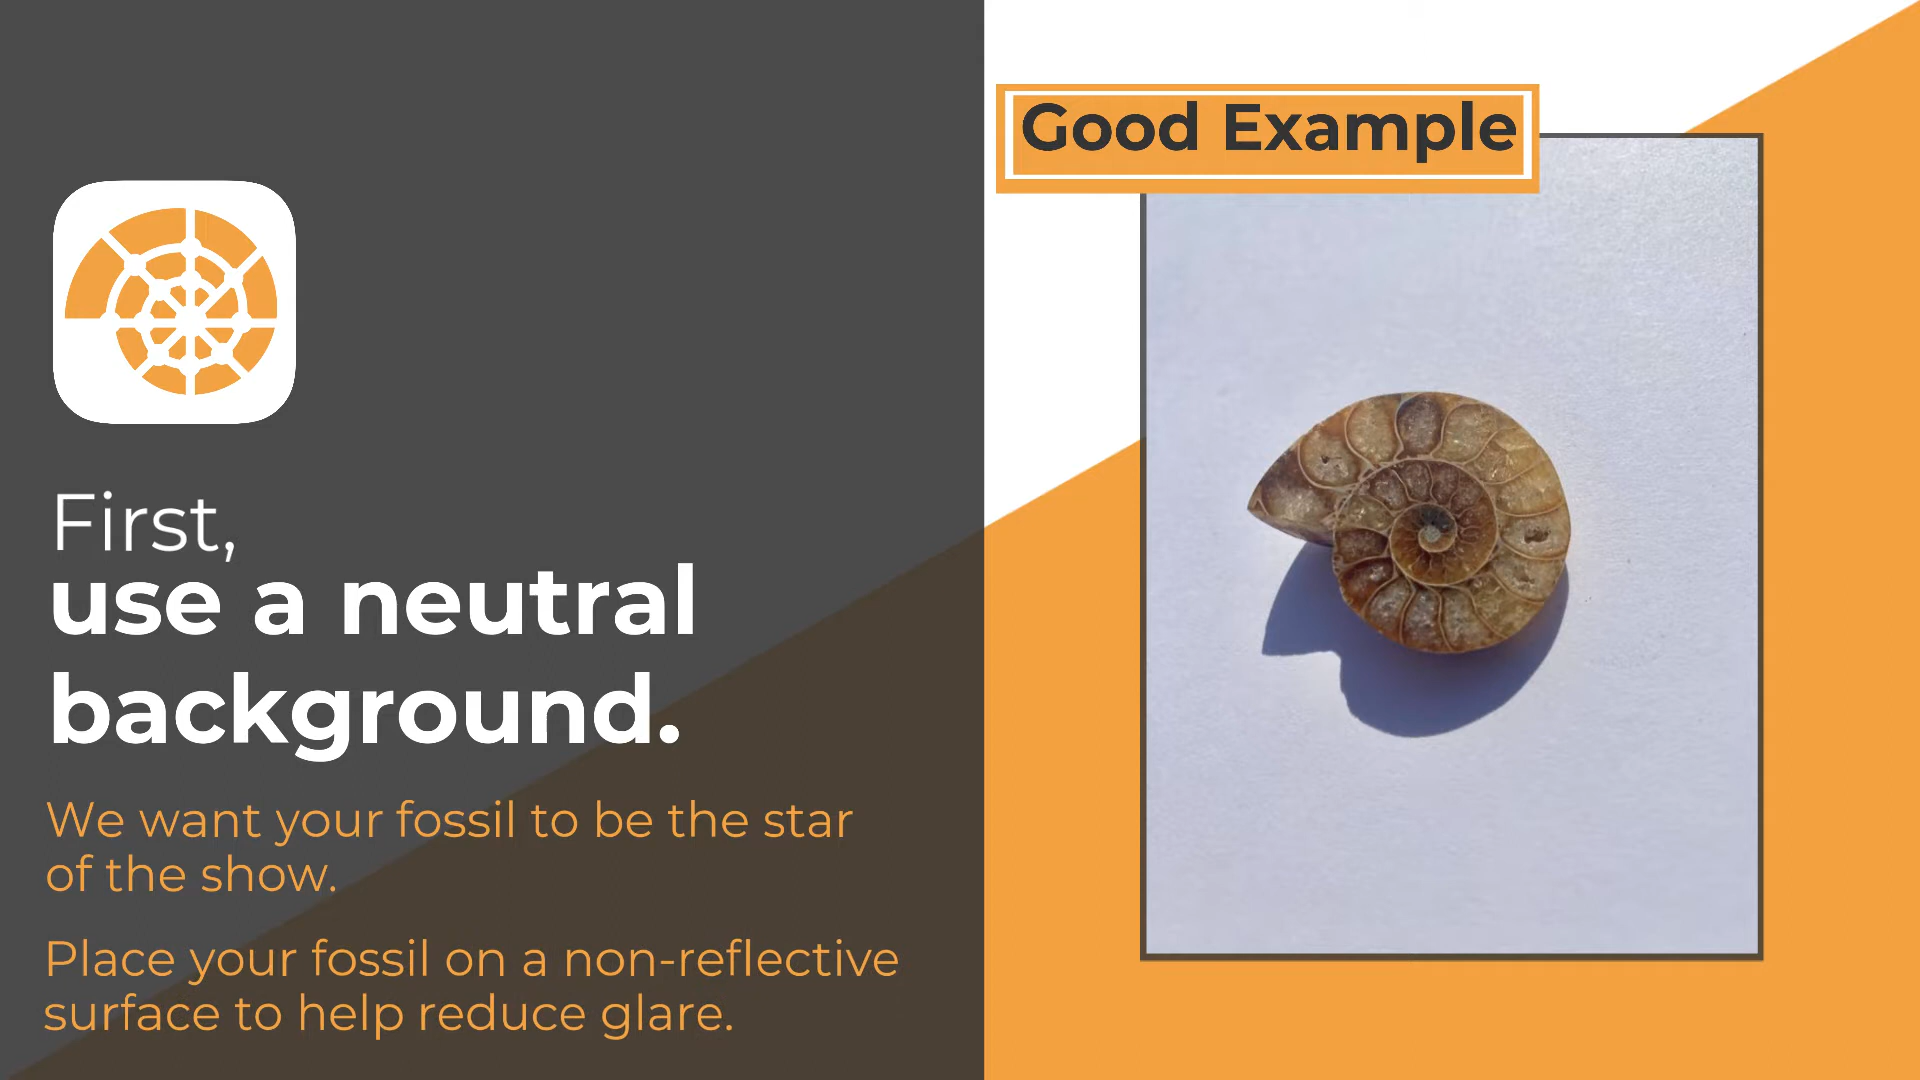 First,
use a neutral
background.
We want your fossil to be the star
of the show.
Place your fossil on a non-reflective
surface to help reduce glare.
Good Example